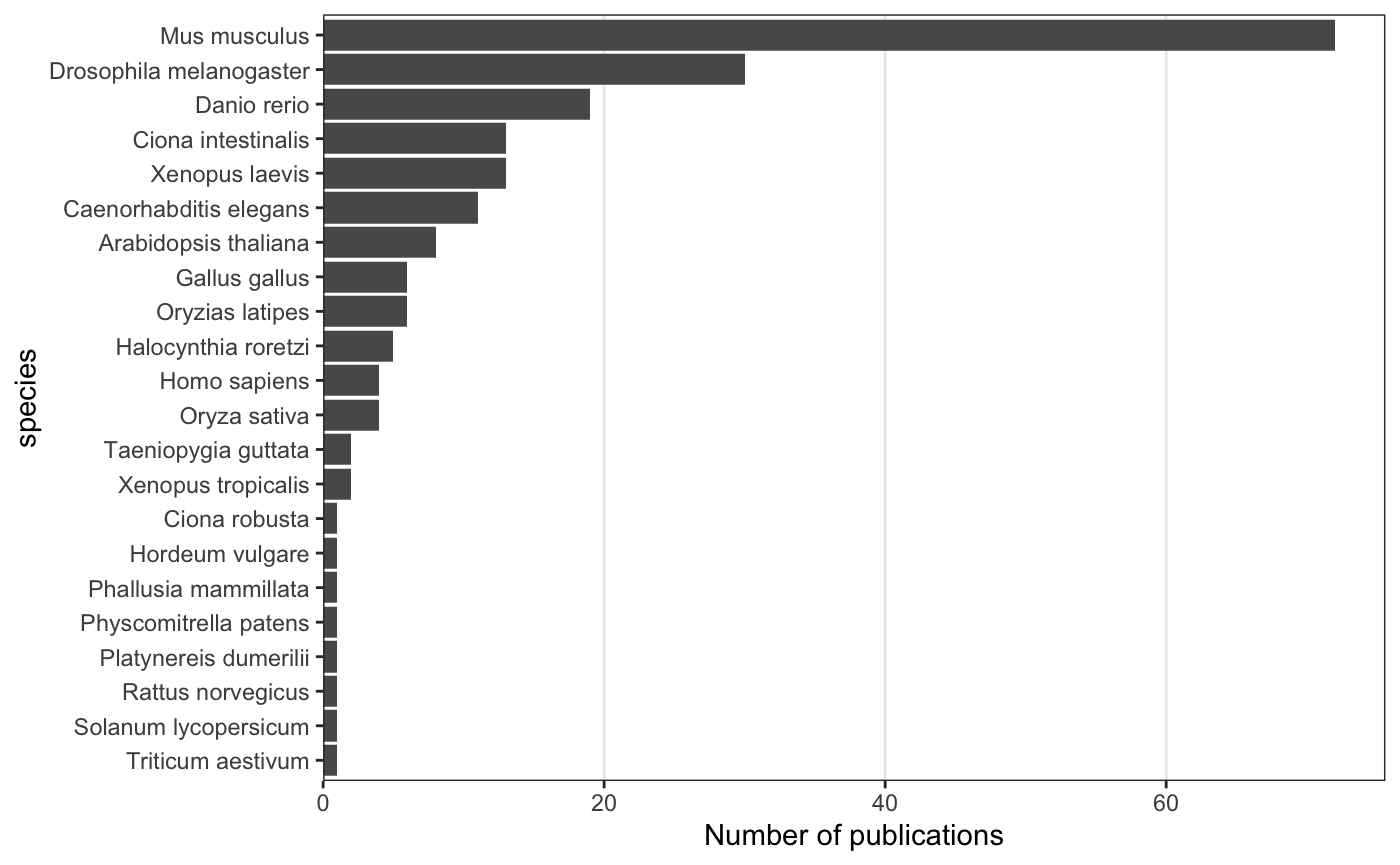 Mus musculus
Drosophila melanogaster
Danio rerio
Ciona intestinalis
Xenopus laevis
Caenorhabditis elegans
Arabidopsis thaliana
Gallus gallus
Oryzias latipes
Halocynthia roretzi
Homo sapiens
Oryza sativa
Taeniopygia guttata
Xenopus tropicalis
Ciona robusta
Hordeum vulgare
Phallusia mammillata
Physcomitrella patens
Platynereis dumerilii
Rattus norvegicus
Solanum lycopersicum
Triticum aestivum
species
0 20 40 60
Number of publications